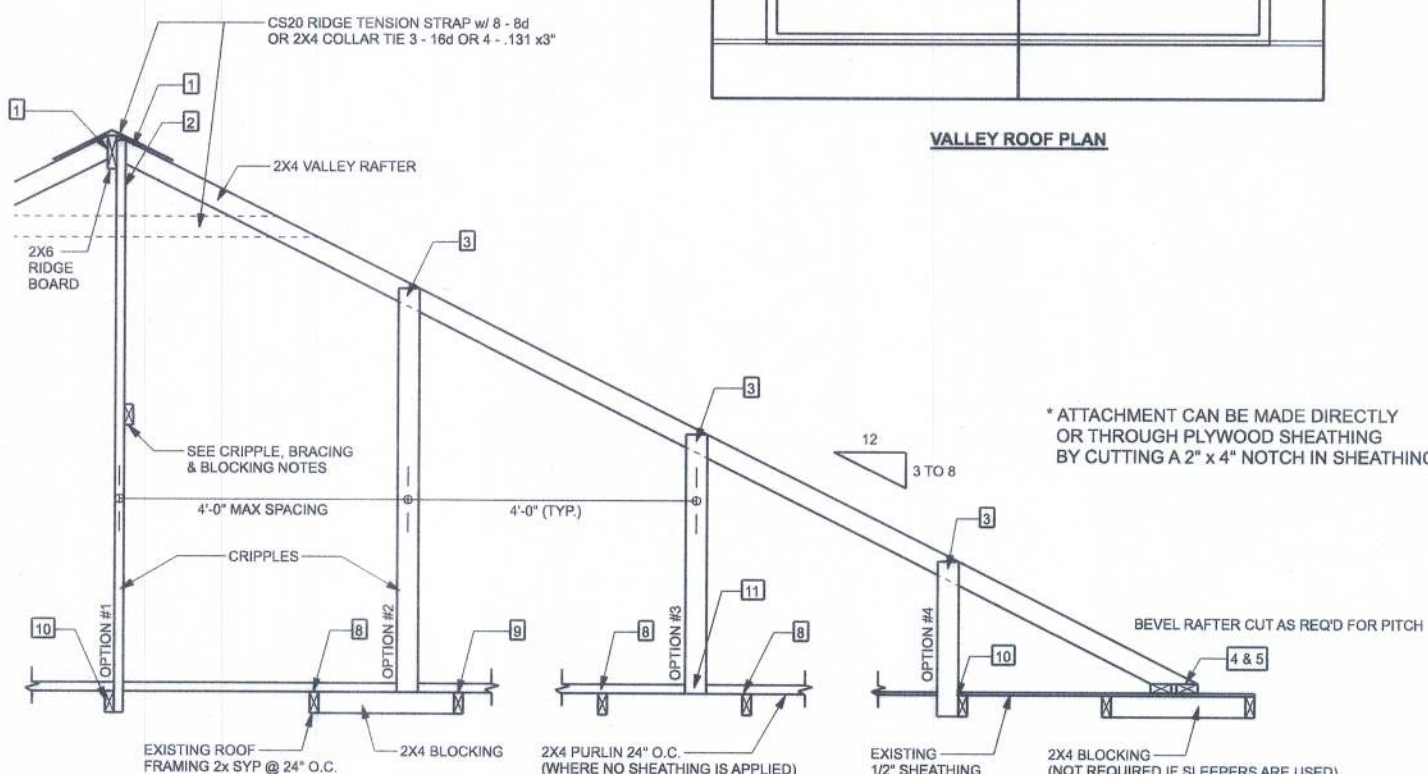 CS20 RIDGE TENSION STRAP w/ 8 - 8d
OR 2X4 COLLAR TIE 3 - 16d OR 4 - .131 x3"
VALLEY ROOF PLAN
1
1
2
2X4 VALLEY RAFTER
3
2X6
RIDGE
BOARD
3
* ATTACHMENT CAN BE MADE DIRECTLY
OR THROUGH PLYWOOD SHEATHING
BY CUTTING A 2" x 4" NOTCH IN SHEATHING
12
3 TO 8
SEE CRIPPLE, BRACING
& BLOCKING NOTES
4'-0" MAX SPACING
4'-0" (TYP.)
3
CRIPPLES
OPTION #1
OPTION #2
OPTION #3
OPTION #4
10
8
9
8
11
8
10
BEVEL RAFTER CUT AS REQ'D FOR PITCH
4 & 5
EXISTING ROOF
FRAMING 2x SYP @ 24" O.C.
2X4 BLOCKING
2X4 PURLIN 24" O.C.
(WHERE NO SHEATHING IS APPLIED)
EXISTING
1/2" SHEATHING
2X4 BLOCKING
(NOT REQUIRED IF SLEEPERS ARE USED)